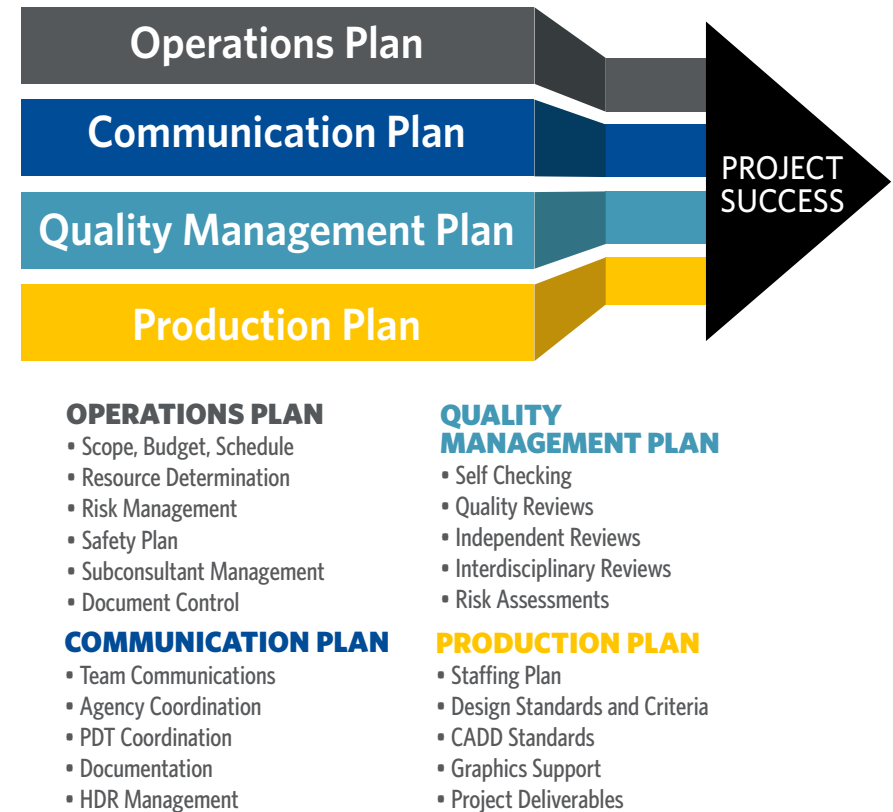 Operations Plan
Communication Plan
Quality Management Plan
Production Plan
PROJECT
SUCCESS
OPERATIONS PLAN
• Scope, Budget, Schedule
• Resource Determination
• Risk Management
• Safety Plan
• Subconsultant Management
• Document Control
COMMUNICATION PLAN
• Team Communications
• Agency Coordination
• PDT Coordination
• Documentation
• HDR Management
QUALITY
MANAGEMENT PLAN
• Self Checking
• Quality Reviews
• Independent Reviews
• Interdisciplinary Reviews
• Risk Assessments
PRODUCTION PLAN
• Staffing Plan
• Design Standards and Criteria
• CADD Standards
• Graphics Support
• Project Deliverables